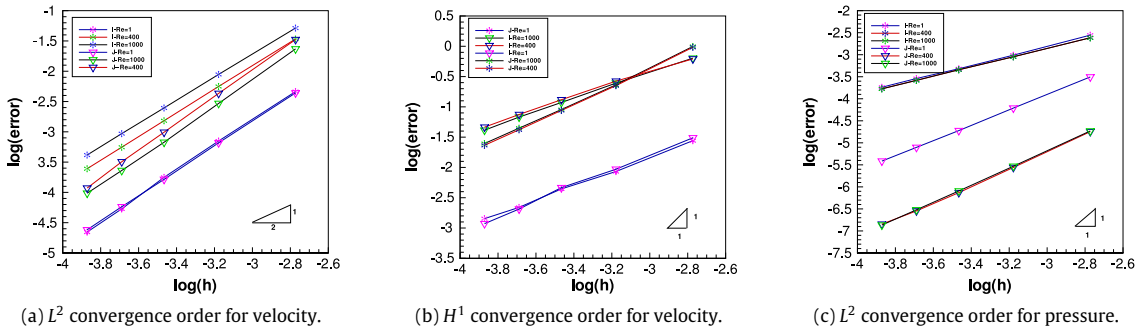 I-Re=1
I-Re=400
I-Re=1000
J-Re=1
J-Re=1000
J-Re=400
log(error)
-1
-1.5
-2
-2.5
-3
-3.5
-4
-4.5
-5
-4 -3.8 -3.6 -3.4 -3.2 -3 -2.8 -2.6
log(h)
1
2
(a) L² convergence order for velocity.
J-Re=1
I-Re=1000
I-Re=400
I-Re=1
J-Re=1000
J-Re=400
log(error)
0.5
0
-0.5
-1
-1.5
-2
-2.5
-3
-3.5
-4 -3.8 -3.6 -3.4 -3.2 -3 -2.8 -2.6
log(h)
1
1
(b) H¹ convergence order for velocity.
I-Re=1
I-Re=400
I-Re=1000
J-Re=1
J-Re=400
J-Re=1000
log(error)
-2
-2.5
-3
-3.5
-4
-4.5
-5
-5.5
-6
-6.5
-7
-7.5
-4 -3.8 -3.6 -3.4 -3.2 -3 -2.8 -2.6
log(h)
1
1
(c) L² convergence order for pressure.